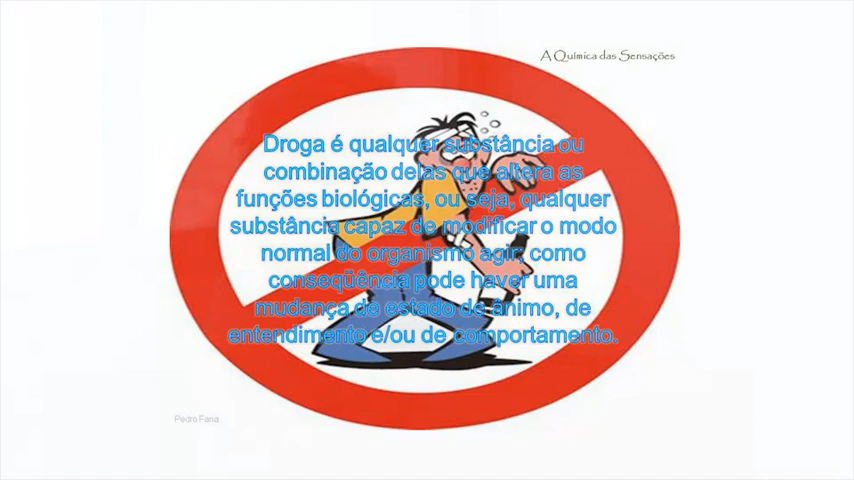 A Química das Sensações
Droga é qualquer substância ou
combinação delas que altera as
funções biológicas, ou seja, qualquer
substância capaz de modificar o modo
normal do organismo agir, como
conseqüência pode haver uma
mudança de estado de ânimo, de
entendimento e/ou de comportamento.
Pedro Faria